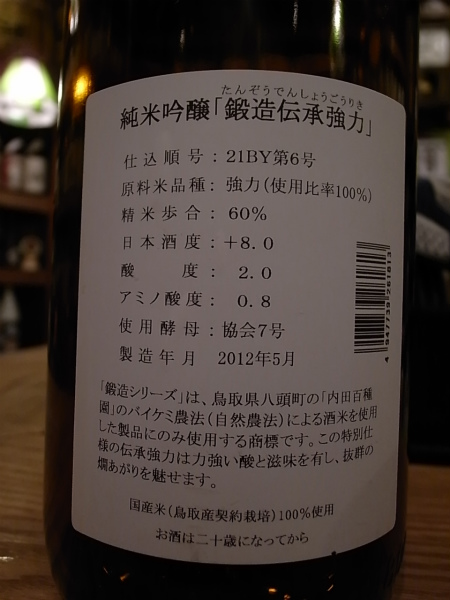 たんぞうでんしょうごうりき
純米吟醸「鍛造伝承強力」
仕込順号：21BY第6号
原料米品種：強力（使用比率100%）
精米歩合：60%
日本酒度：+8.0
酸度：2.0
アミノ酸度：0.8
使用酵母：協会7号
製造年月 2012年5月
「鍛造シリーズ」は、鳥取県八頭町の「内田百種
園」のバイケミ農法（自然農法）による酒米を使用
した製品にのみ使用する商標です。この特別仕
様の伝承強力は力強い酸と滋味を有し、抜群の
燗あがりを魅せます。
国産米（鳥取産契約栽培）100%使用
お酒は二十歳になってから
4 947739 261013